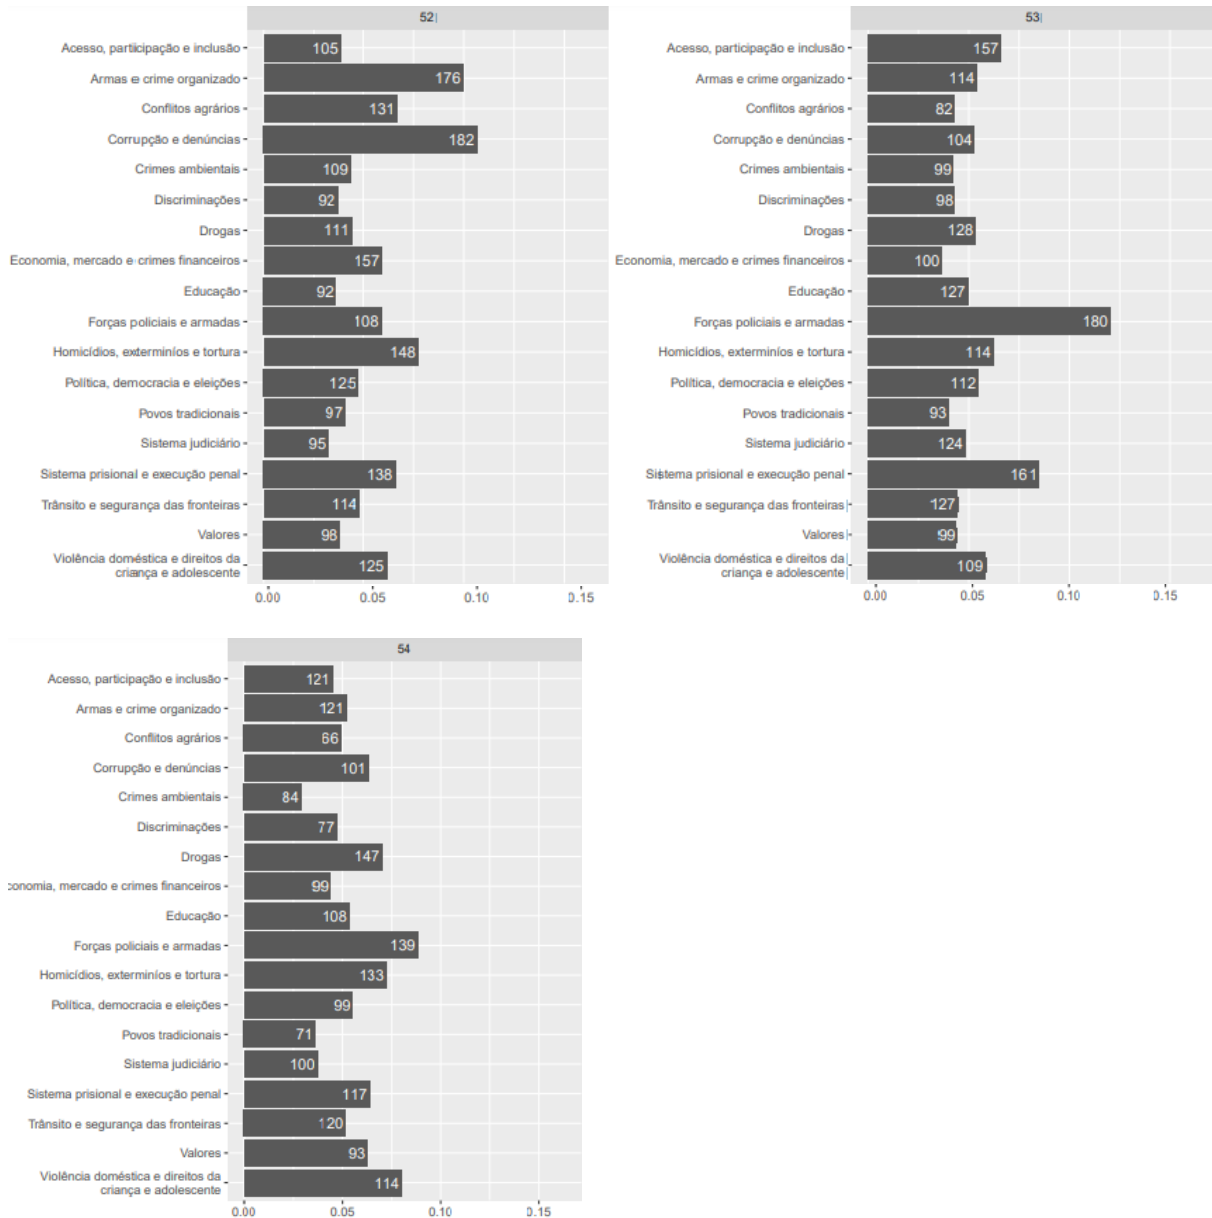 52|
Acesso, participação e inclusão 105
Armas e crime organizado 176
Conflitos agrários 131
Corrupção e denúncias 182
Crimes ambientais 109
Discriminações 92
Drogas 111
Economia, mercado e crimes financeiros 157
Educação 92
Forças policiais e armadas 108
Homicídios, extermínios e tortura 148
Política, democracia e eleições 125
Povos tradicionais 97
Sistema judiciário 95
Sistema prisional e execução penal 138
Trânsito e segurança das fronteiras 114
Valores 98
Violência doméstica e direitos da
criança e adolescente 125
0.00 0.05 0.10 0.15
53|
Acesso, participação e inclusão 157
Armas e crime organizado 114
Conflitos agrários 82
Corrupção e denúncias 104
Crimes ambientais 99
Discriminações 98
Drogas 128
Economia, mercado e crimes financeiros 100
Educação 127
Forças policiais e armadas 180
Homicídios, extermínios e tortura 114
Política, democracia e eleições 112
Povos tradicionais 93
Sistema judiciário 124
Sistema prisional e execução penal 161
Trânsito e segurança das fronteiras 127
Valores 99
Violência doméstica e direitos da
criança e adolescente 109
0.00 0.05 0.10 0.15
54
Acesso, participação e inclusão 121
Armas e crime organizado 121
Conflitos agrários 66
Corrupção e denúncias 101
Crimes ambientais 84
Discriminações 77
Drogas 147
conomia, mercado e crimes financeiros 99
Educação 108
Forças policiais e armadas 139
Homicídios, extermínios e tortura 133
Política, democracia e eleições 99
Povos tradicionais 71
Sistema judiciário 100
Sistema prisional e execução penal 117
Trânsito e segurança das fronteiras 120
Valores 93
Violência doméstica e direitos da
criança e adolescente 114
0.00 0.05 0.10 0.15